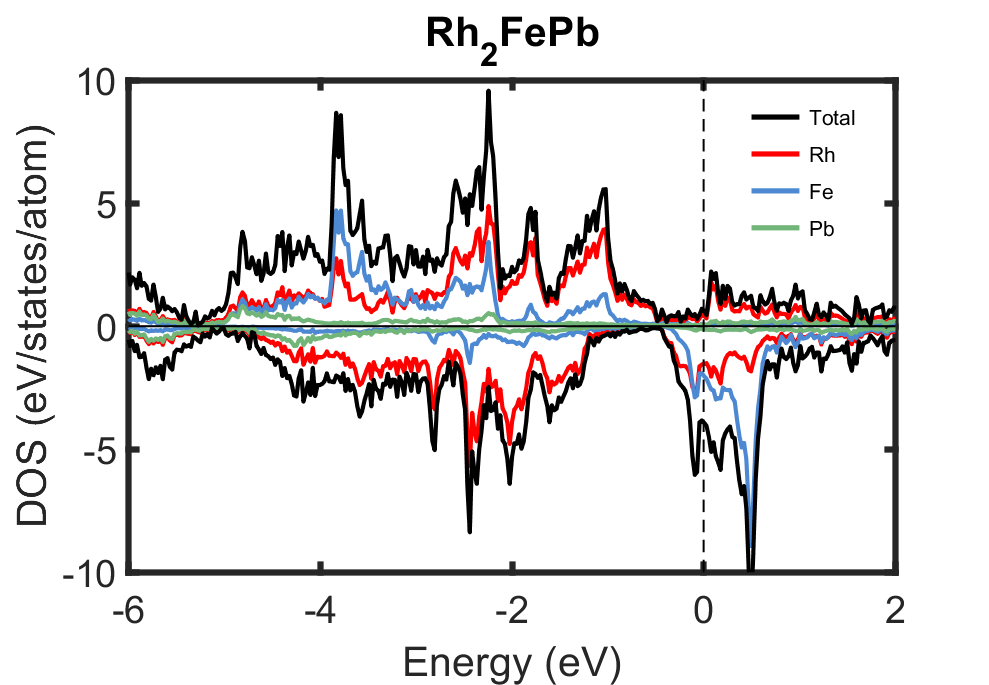 Rh₂FePb
DOS (eV/states/atom)
10
5
0
-5
-10
-6
-4
-2
0
2
Energy (eV)
Total
Rh
Fe
Pb